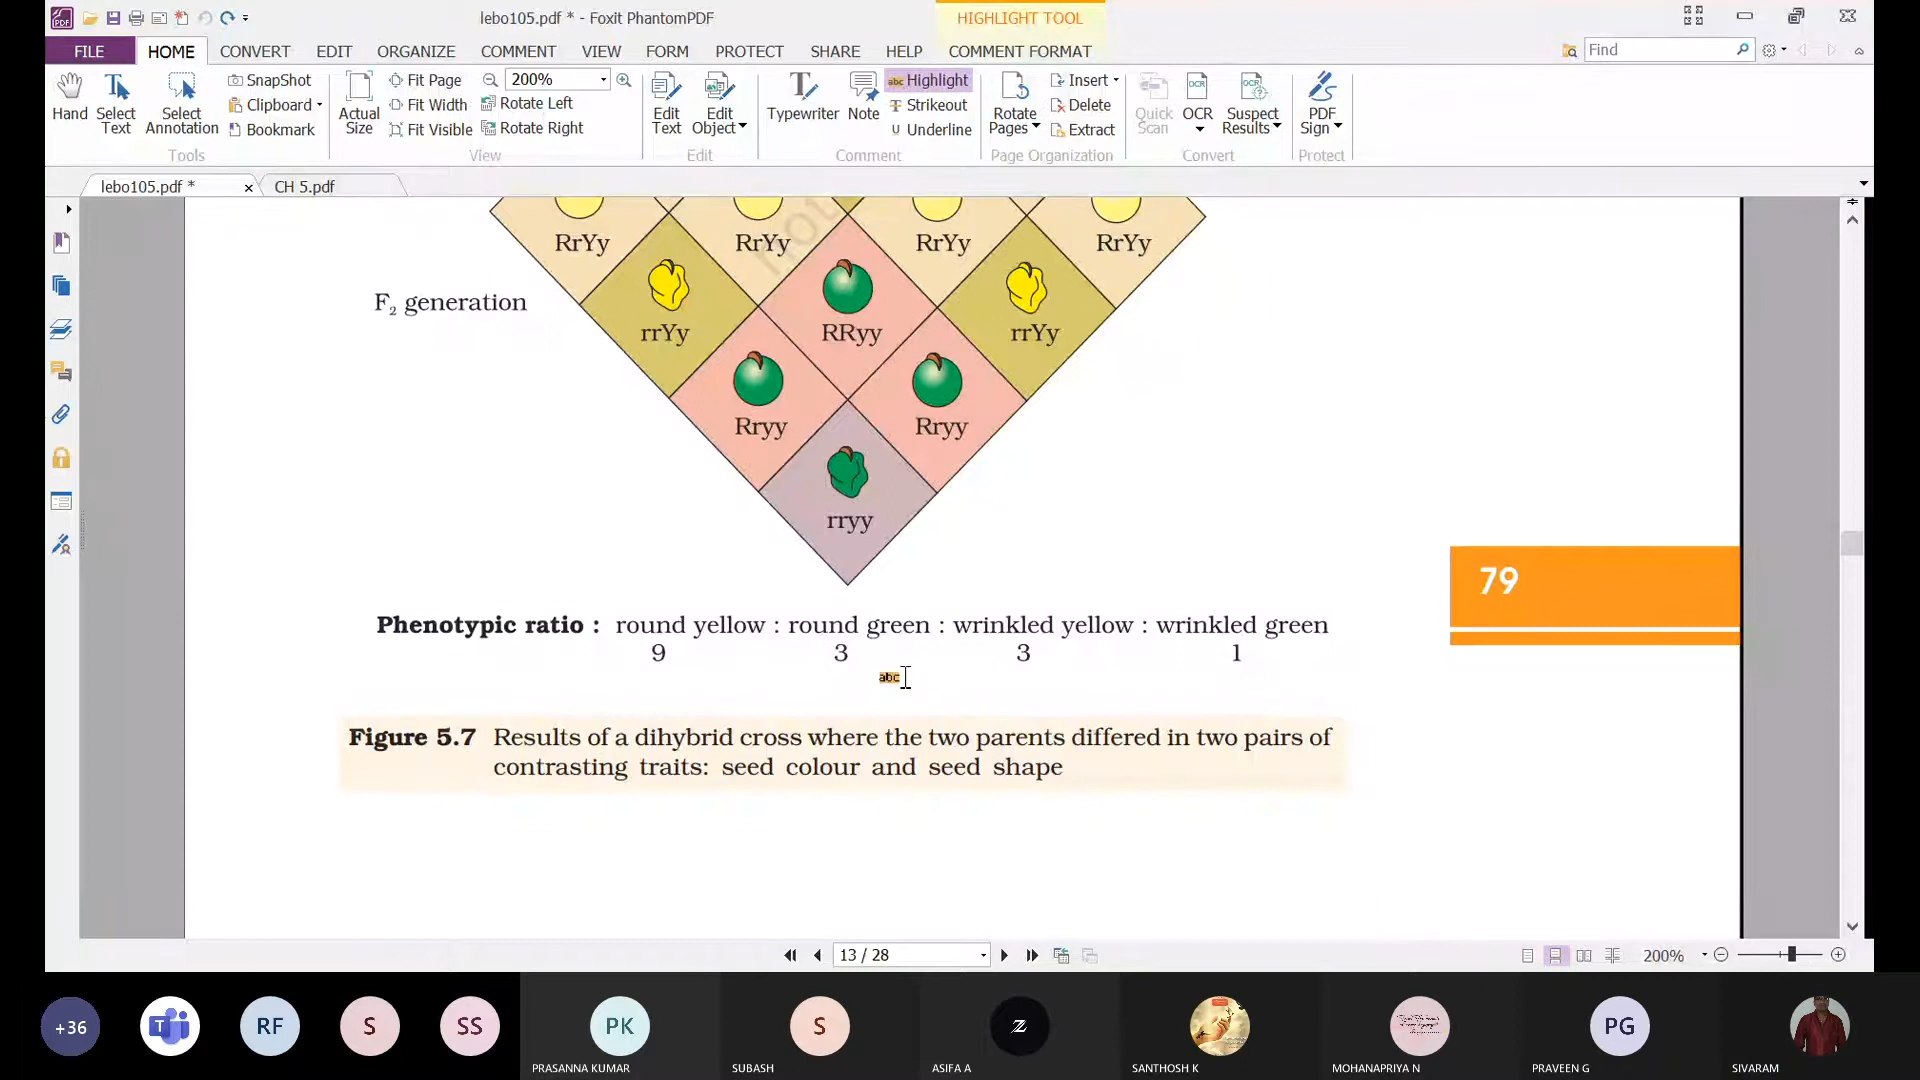 lebo105.pdf * - Foxit PhantomPDF
HIGHLIGHT TOOL
FILE
HOME
CONVERT
EDIT
ORGANIZE
COMMENT
VIEW
FORM
PROTECT
SHARE
HELP
COMMENT FORMAT
Find
Hand
Select Text
Select Annotation
SnapShot
Clipboard
Bookmark
Tools
Actual Size
Fit Page
Fit Width
Fit Visible
200%
Rotate Left
Rotate Right
View
Edit Text
Edit Object
Edit
Typewriter
Note
abc Highlight
T Strikeout
U Underline
Comment
Rotate Pages
Insert
Delete
Extract
Page Organization
Quick Scan
OCR
Suspect Results
Convert
PDF Sign
Protect
lebo105.pdf *
CH 5.pdf
RrYy RrYy RrYy RrYy
F₂ generation
rrYy RRyy rrYy
Rryy Rryy
rryy
79
Phenotypic ratio : round yellow : round green : wrinkled yellow : wrinkled green
9 3 3 1
abc
Figure 5.7 Results of a dihybrid cross where the two parents differed in two pairs of
contrasting traits: seed colour and seed shape
13 / 28
200%
+36
RF
S
SS
PK
S
Z
PG
PRASANNA KUMAR
SUBASH
ASIFA A
SANTHOSH K
MOHANAPRIYA N
PRAVEEN G
SIVARAM